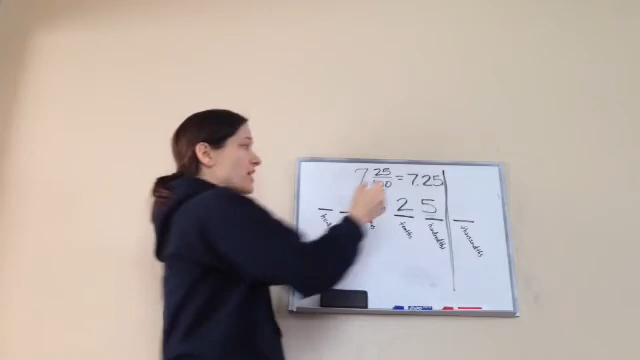 7 25/100 = 7.25
2 5
tenths hundredths thousandths